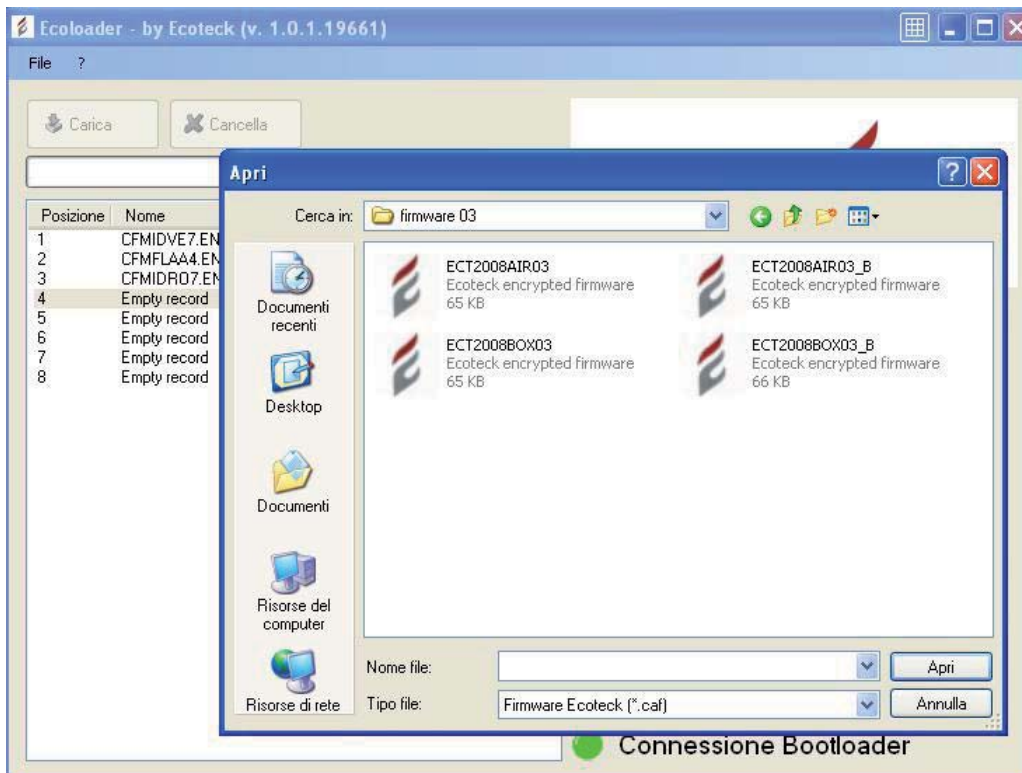 Ecoloader - by Ecoteck (v. 1.0.1.19661)
File ?
Carica Cancella
Apri
Cerca in: firmware 03
Posizione Nome
1 CFMIDVE7.EN
2 CFMFLAA4.EN
3 CFMIDRO7.EN
4 Empty record
5 Empty record
6 Empty record
7 Empty record
8 Empty record
Documenti
recenti
Desktop
Documenti
Risorse del
computer
Risorse di rete
ECT2008AIR03
Ecoteck encrypted firmware
65 KB
ECT2008AIR03_B
Ecoteck encrypted firmware
65 KB
ECT2008BOX03
Ecoteck encrypted firmware
65 KB
ECT2008BOX03_B
Ecoteck encrypted firmware
66 KB
Nome file: Apri
Tipo file: Firmware Ecoteck (*.caf) Annulla
Connessione Bootloader